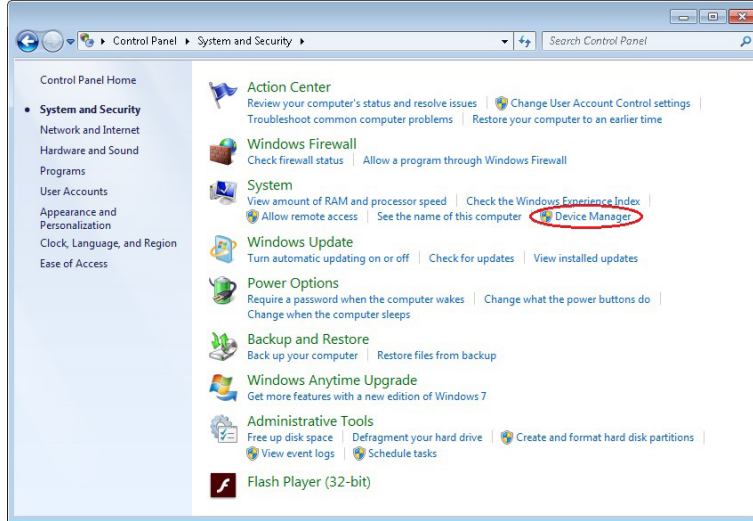 Control Panel System and Security Search Control Panel
Control Panel Home
System and Security
Network and Internet
Hardware and Sound
Programs
User Accounts
Appearance and
Personalization
Clock, Language, and Region
Ease of Access
Action Center
Review your computer's status and resolve issues Change User Account Control settings
Troubleshoot common computer problems Restore your computer to an earlier time
Windows Firewall
Check firewall status Allow a program through Windows Firewall
System
View amount of RAM and processor speed Check the Windows Experience Index
Allow remote access See the name of this computer Device Manager
Windows Update
Turn automatic updating on or off Check for updates View installed updates
Power Options
Require a password when the computer wakes Change what the power buttons do
Change when the computer sleeps
Backup and Restore
Back up your computer Restore files from backup
Windows Anytime Upgrade
Get more features with a new edition of Windows 7
Administrative Tools
Free up disk space Defragment your hard drive Create and format hard disk partitions
View event logs Schedule tasks
Flash Player (32-bit)